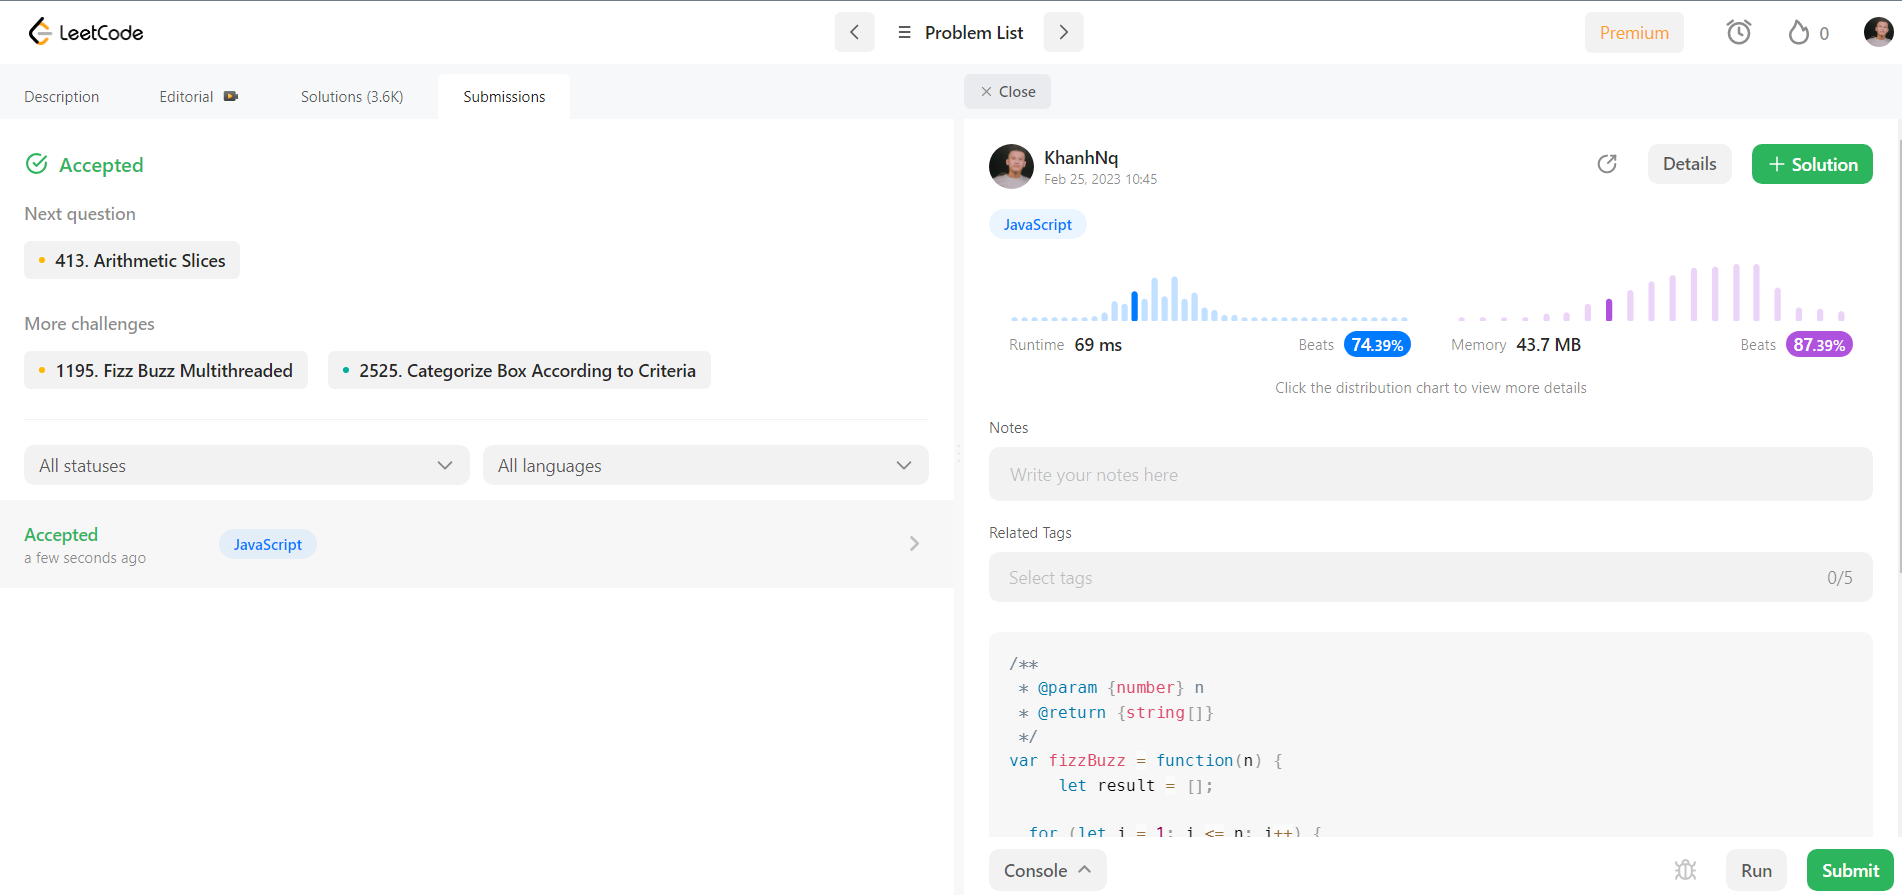 LeetCode
Problem List
Premium
0
Description
Editorial
Solutions (3.6K)
Submissions
Accepted
Next question
413. Arithmetic Slices
More challenges
1195. Fizz Buzz Multithreaded
2525. Categorize Box According to Criteria
All statuses
All languages
Accepted
a few seconds ago
JavaScript
Close
KhanhNq
Feb 25, 2023 10:45
Details
Solution
JavaScript
Runtime 69 ms
Beats 74.39%
Memory 43.7 MB
Beats 87.39%
Click the distribution chart to view more details
Notes
Write your notes here
Related Tags
Select tags
0/5
/**
 * @param {number} n
 * @return {string[]}
 */
var fizzBuzz = function(n) {
     let result = [];
  for (let i = 1; i <= n; i++) {
Console
Run
Submit